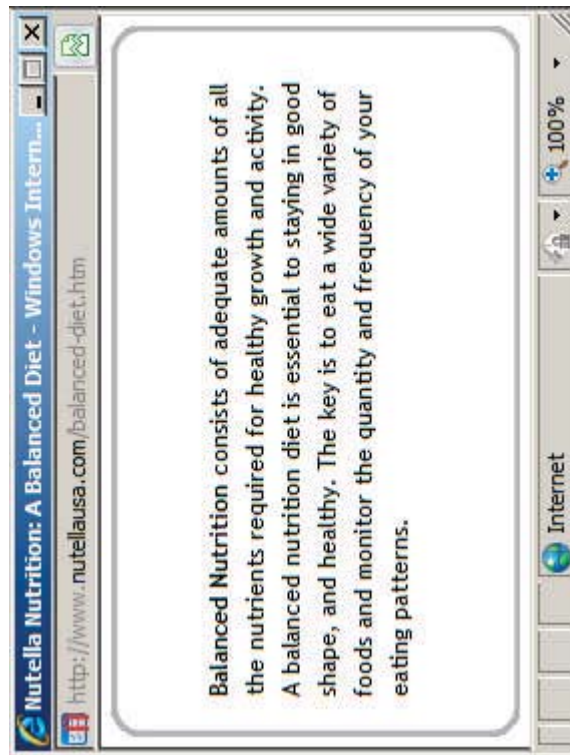 Nutella Nutrition: A Balanced Diet - Windows Intern...
http://www.nutellausa.com/balanced-diet.htm
Balanced Nutrition consists of adequate amounts of all
the nutrients required for healthy growth and activity.
A balanced nutrition diet is essential to staying in good
shape, and healthy. The key is to eat a wide variety of
foods and monitor the quantity and frequency of your
eating patterns.
Internet
100%